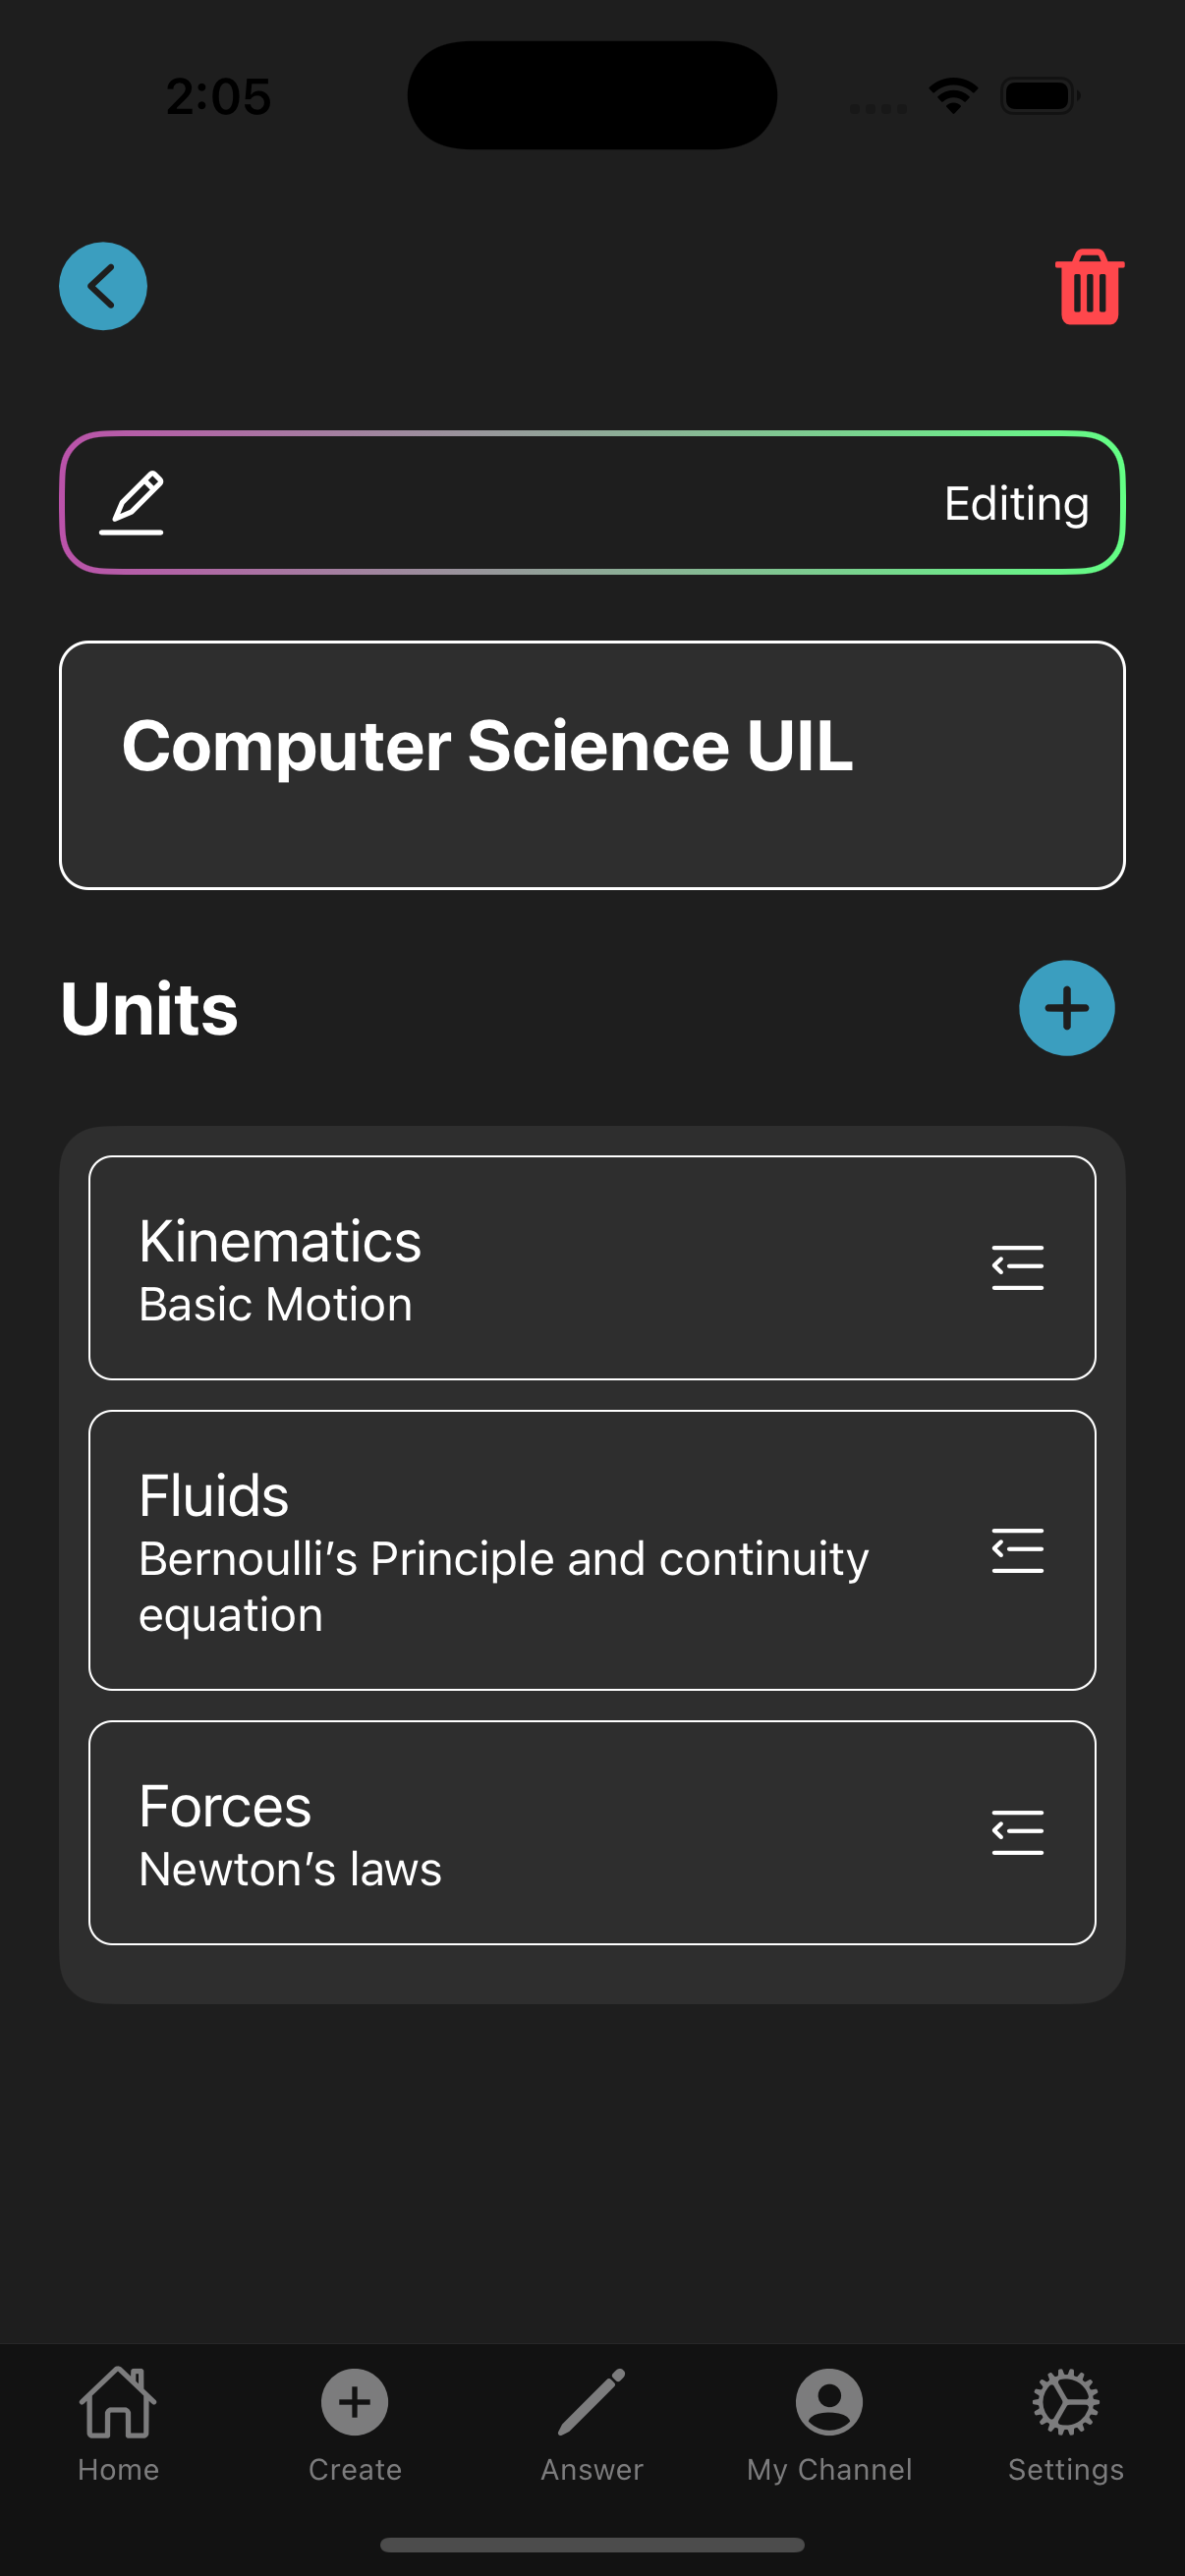 2:05
Editing
Computer Science UIL
Units
Kinematics
Basic Motion
Fluids
Bernoulli’s Principle and continuity
equation
Forces
Newton’s laws
Home
Create
Answer
My Channel
Settings